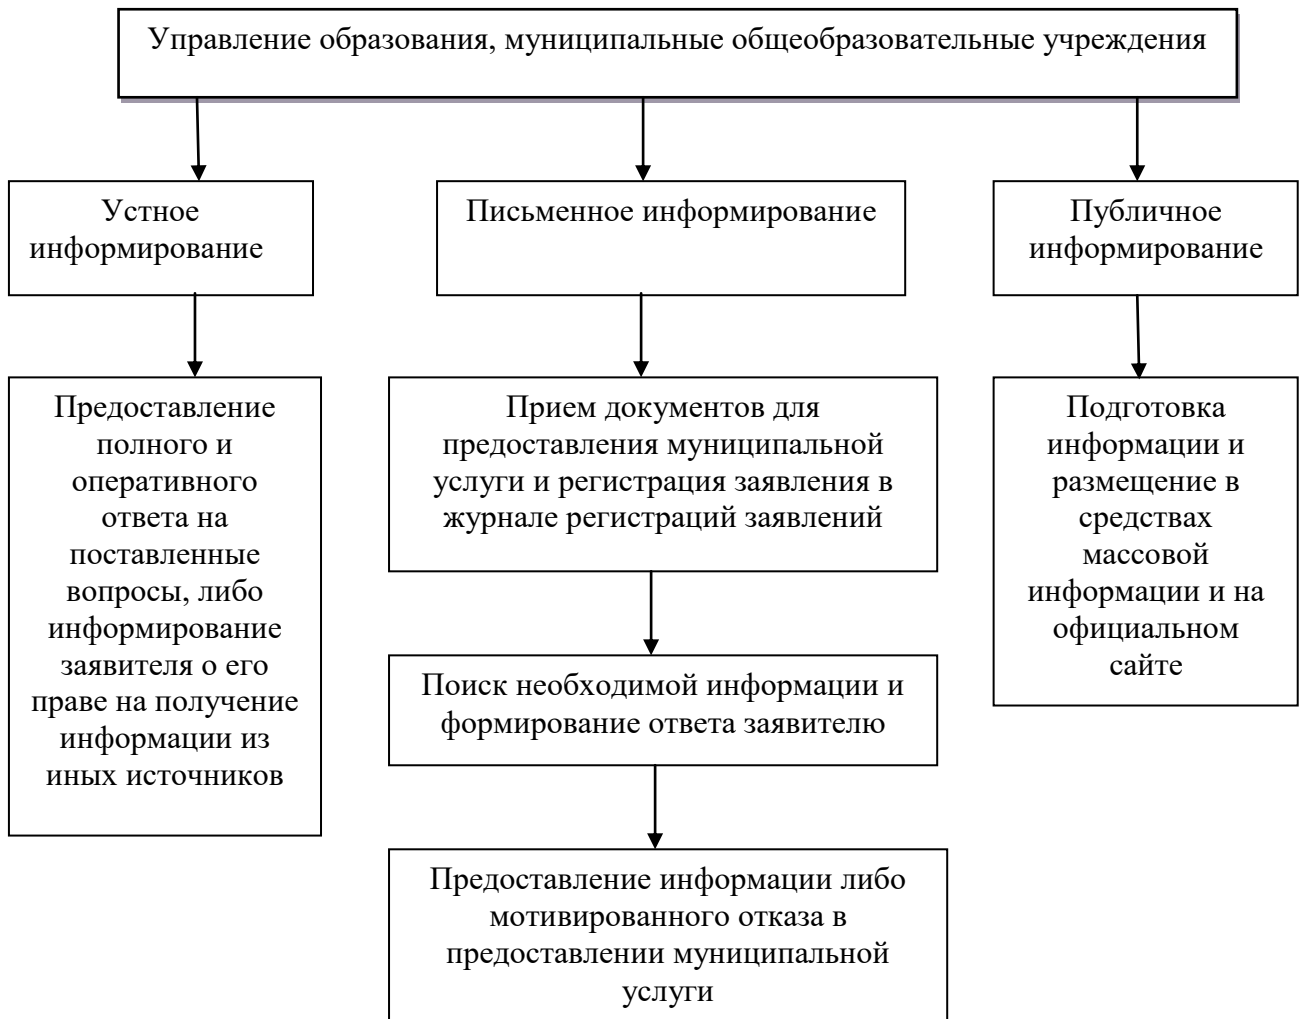 Управление образования, муниципальные общеобразовательные учреждения
Устное
информирование
Письменное информирование
Публичное
информирование
Предоставление
полного и
оперативного
ответа на
поставленные
вопросы, либо
информирование
заявителя о его
праве на получение
информации из
иных источников
Прием документов для
предоставления муниципальной
услуги и регистрация заявления в
журнале регистраций заявлений
Поиск необходимой информации и
формирование ответа заявителю
Предоставление информации либо
мотивированного отказа в
предоставлении муниципальной
услуги
Подготовка
информации и
размещение в
средствах
массовой
информации и на
официальном
сайте